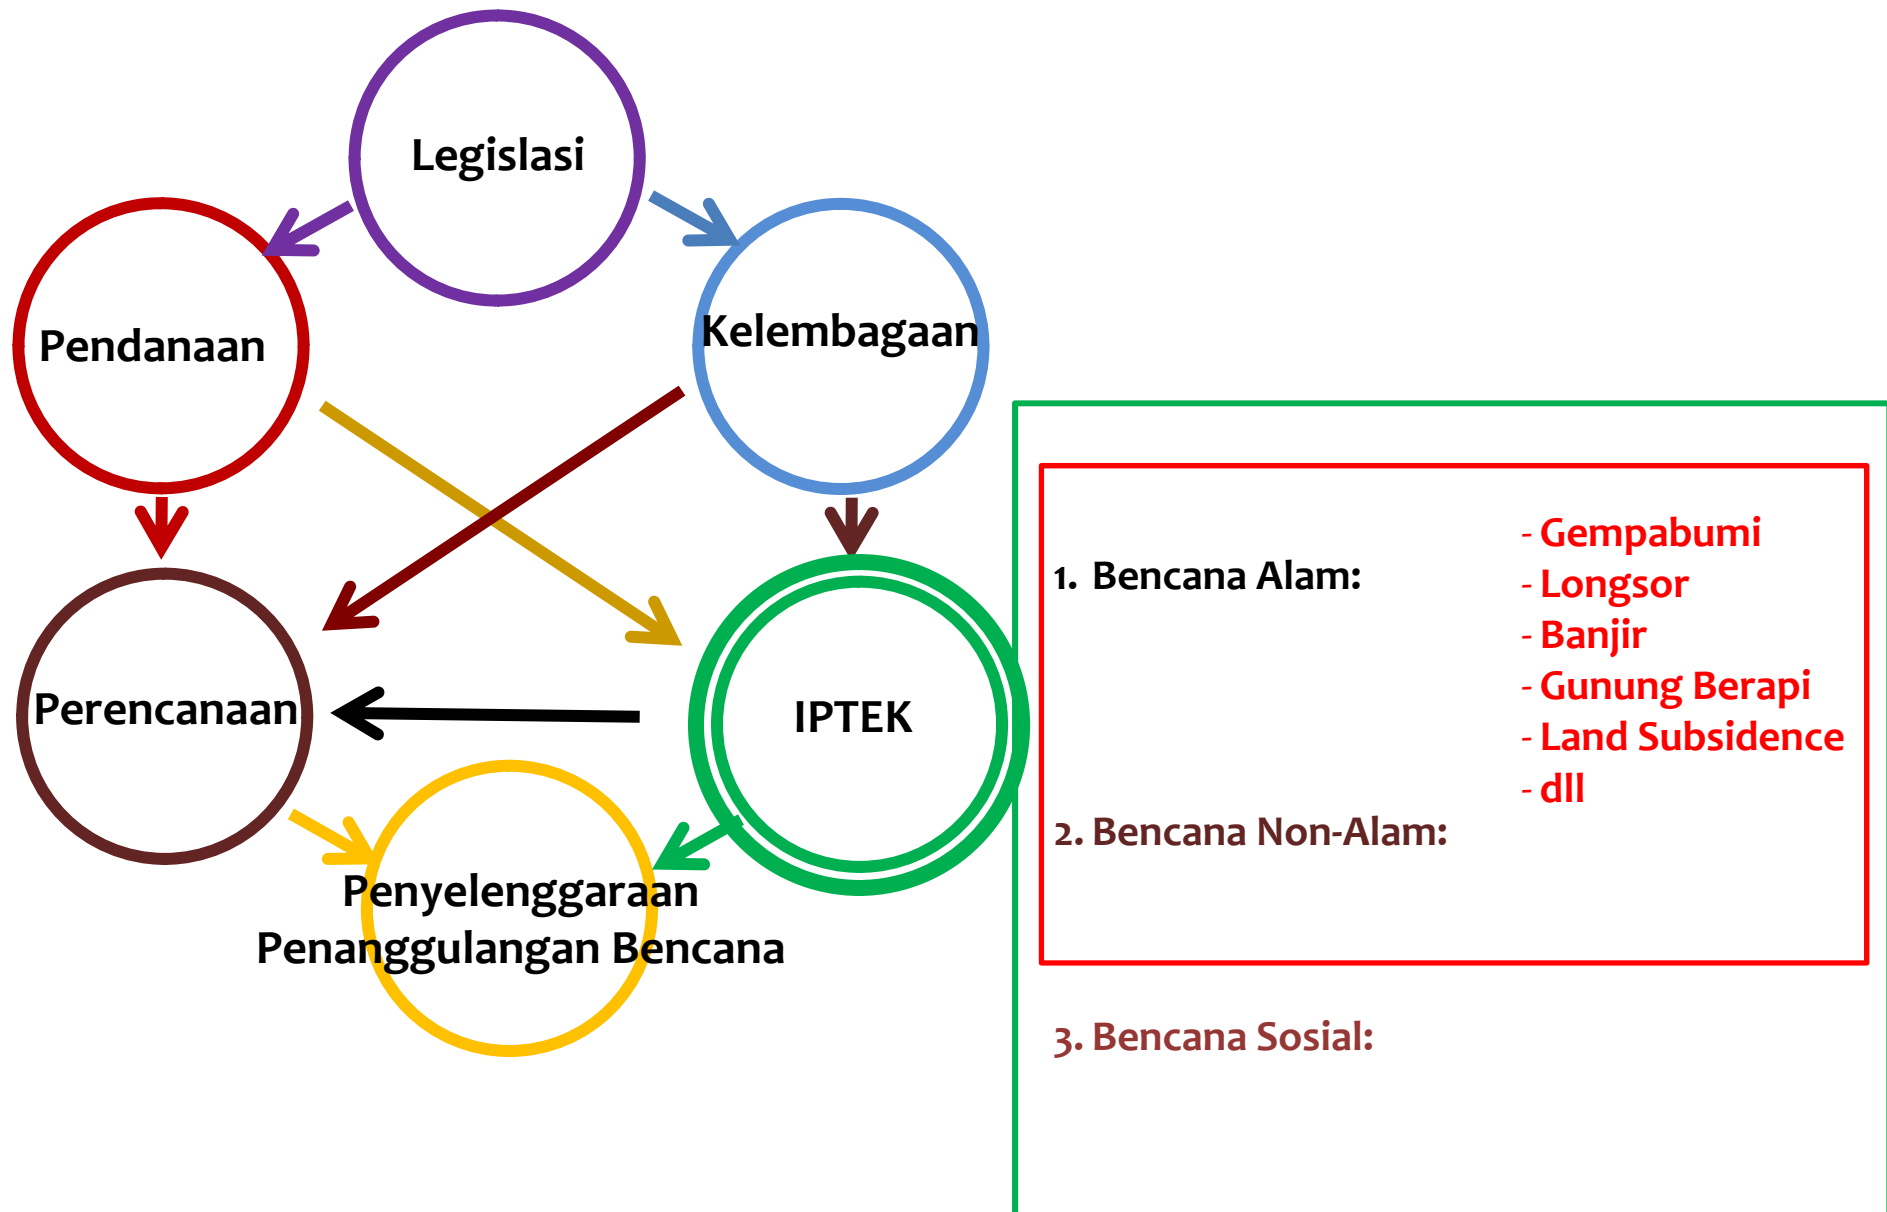 Legislasi
Pendanaan
Kelembagaan
Perencanaan
IPTEK
Penyelenggaraan
Penanggulangan Bencana
1. Bencana Alam:
- Gempabumi
- Longsor
- Banjir
- Gunung Berapi
- Land Subsidence
- dll
2. Bencana Non-Alam:
3. Bencana Sosial: